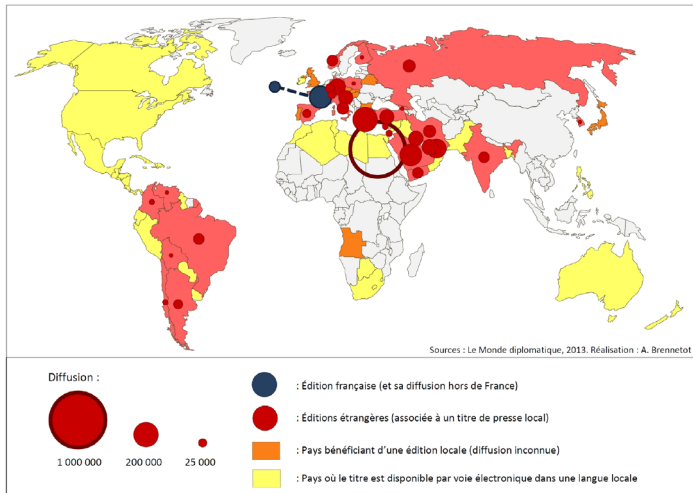 Sources : Le Monde diplomatique, 2013. Réalisation : A. Brennetot
Diffusion :
1 000 000
200 000
25 000
: Édition française (et sa diffusion hors de France)
: Éditions étrangères (associée à un titre de presse local)
: Pays bénéficiant d'une édition locale (diffusion inconnue)
: Pays où le titre est disponible par voie électronique dans une langue locale